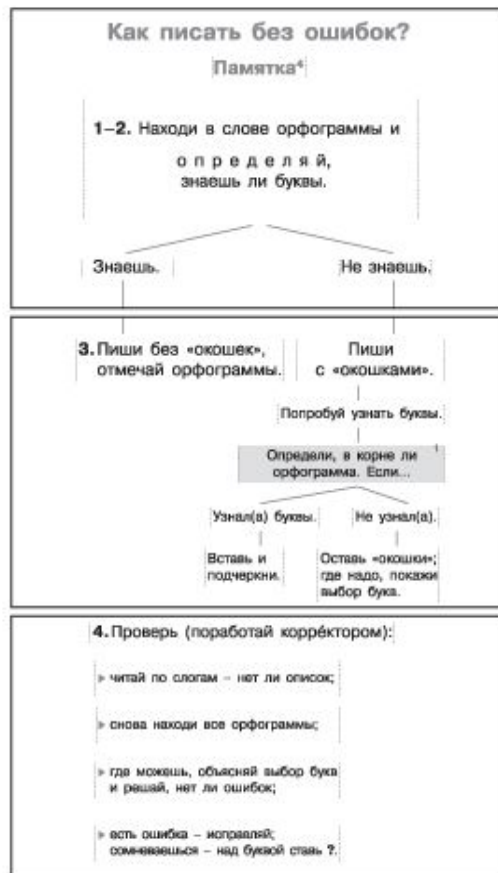 Как писать без ошибок?
Памятка⁴
1–2. Находи в слове орфограммы и
о п р е д е л я й,
знаешь ли буквы.
Знаешь. Не знаешь.
3. Пиши без «окошек», Пиши
отмечай орфограммы. с «окошками».
Попробуй узнать буквы.
Определи, в корне ли ¹
орфограмма. Если...
Узнал(а) буквы. Не узнал(а).
Вставь и Оставь «окошки»;
подчеркни. где надо, покажи
выбор букв.
4. Проверь (поработай корре́ктором):
читай по слогам – нет ли описок;
снова находи все орфограммы;
где можешь, объясняй выбор букв
и решай, нет ли ошибок;
есть ошибка – исправляй;
сомневаешься – над буквой ставь ?.